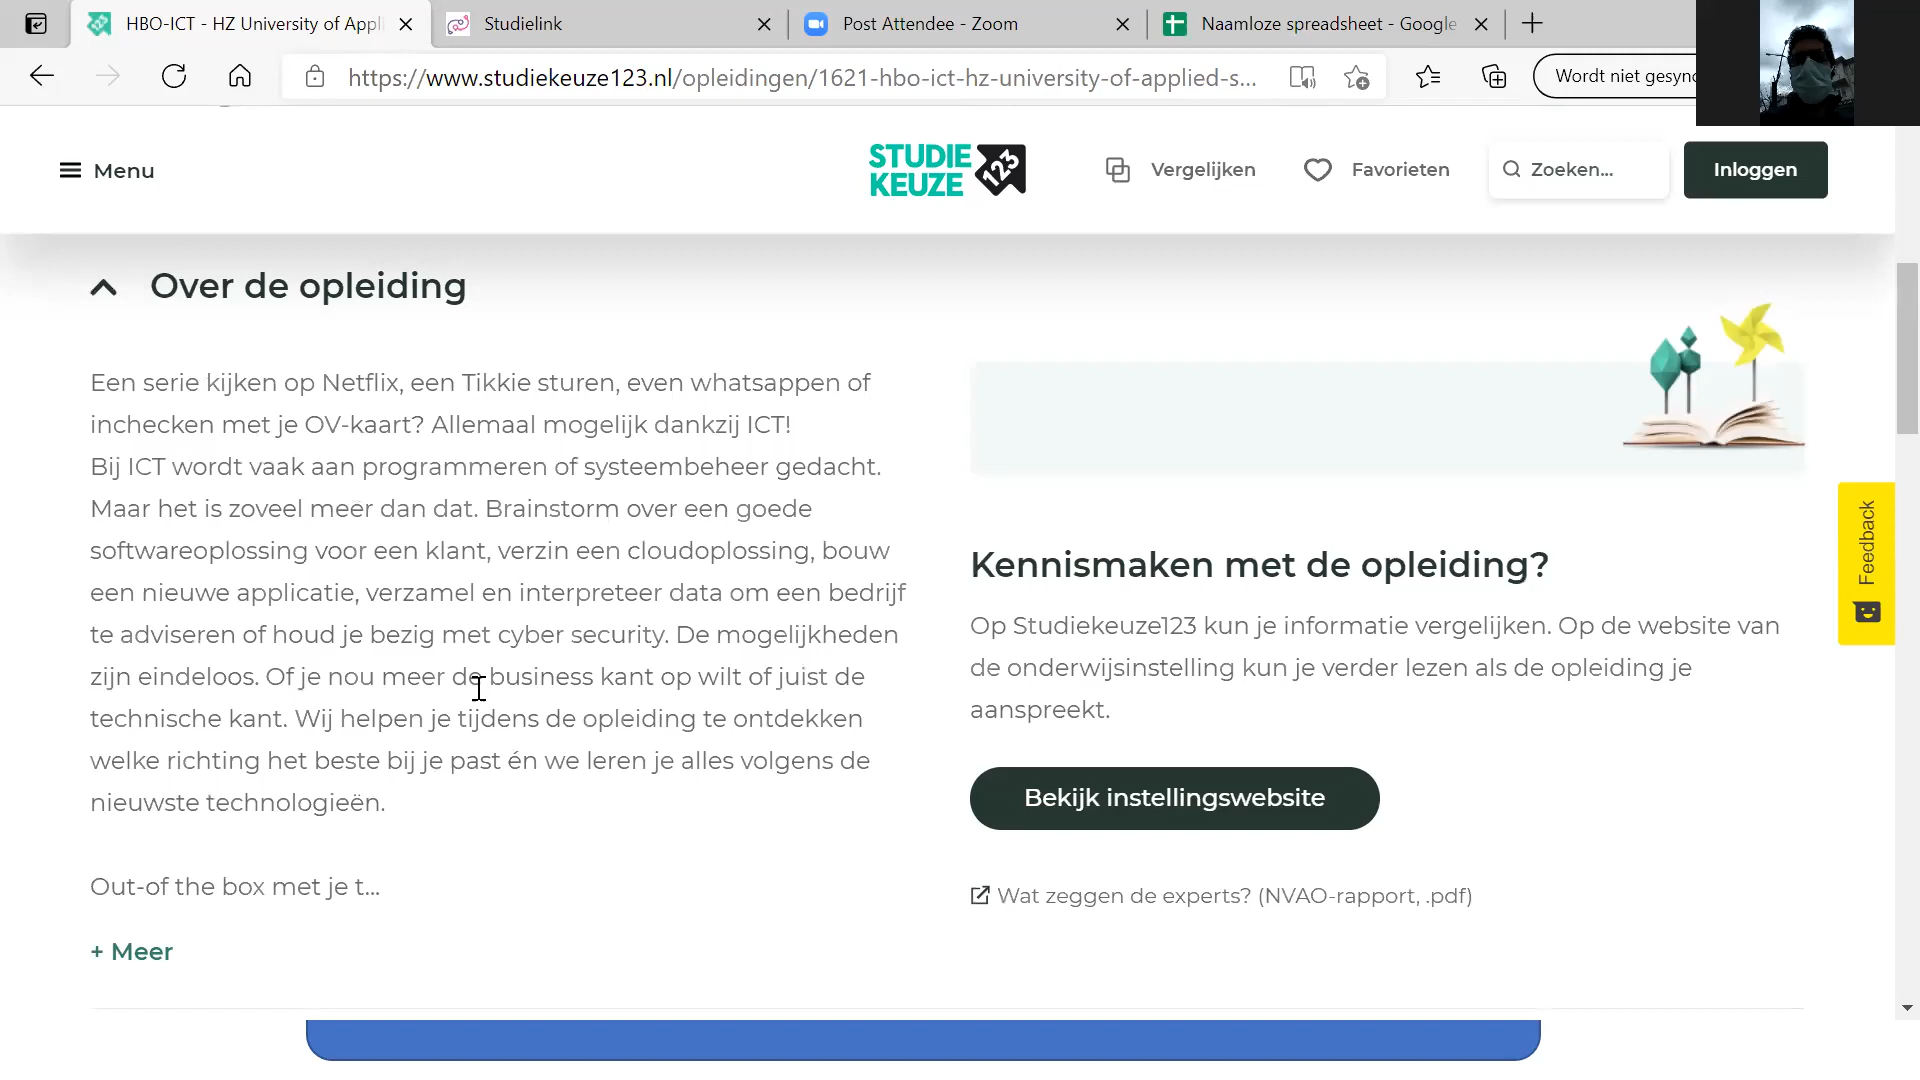 HBO-ICT - HZ University of Appl
Studielink
Post Attendee - Zoom
Naamloze spreadsheet - Google
https://www.studiekeuze123.nl/opleidingen/1621-hbo-ict-hz-university-of-applied-s...
Wordt niet gesync
Menu
STUDIE
KEUZE
123
Vergelijken
Favorieten
Zoeken...
Inloggen
Over de opleiding
Een serie kijken op Netflix, een Tikkie sturen, even whatsappen of
inchecken met je OV-kaart? Allemaal mogelijk dankzij ICT!
Bij ICT wordt vaak aan programmeren of systeembeheer gedacht.
Maar het is zoveel meer dan dat. Brainstorm over een goede
softwareoplossing voor een klant, verzin een cloudoplossing, bouw
een nieuwe applicatie, verzamel en interpreteer data om een bedrijf
te adviseren of houd je bezig met cyber security. De mogelijkheden
zijn eindeloos. Of je nou meer de business kant op wilt of juist de
technische kant. Wij helpen je tijdens de opleiding te ontdekken
welke richting het beste bij je past én we leren je alles volgens de
nieuwste technologieën.
Out-of the box met je t...
+ Meer
Kennismaken met de opleiding?
Op Studiekeuze123 kun je informatie vergelijken. Op de website van
de onderwijsinstelling kun je verder lezen als de opleiding je
aanspreekt.
Bekijk instellingswebsite
Wat zeggen de experts? (NVAO-rapport, .pdf)
Feedback